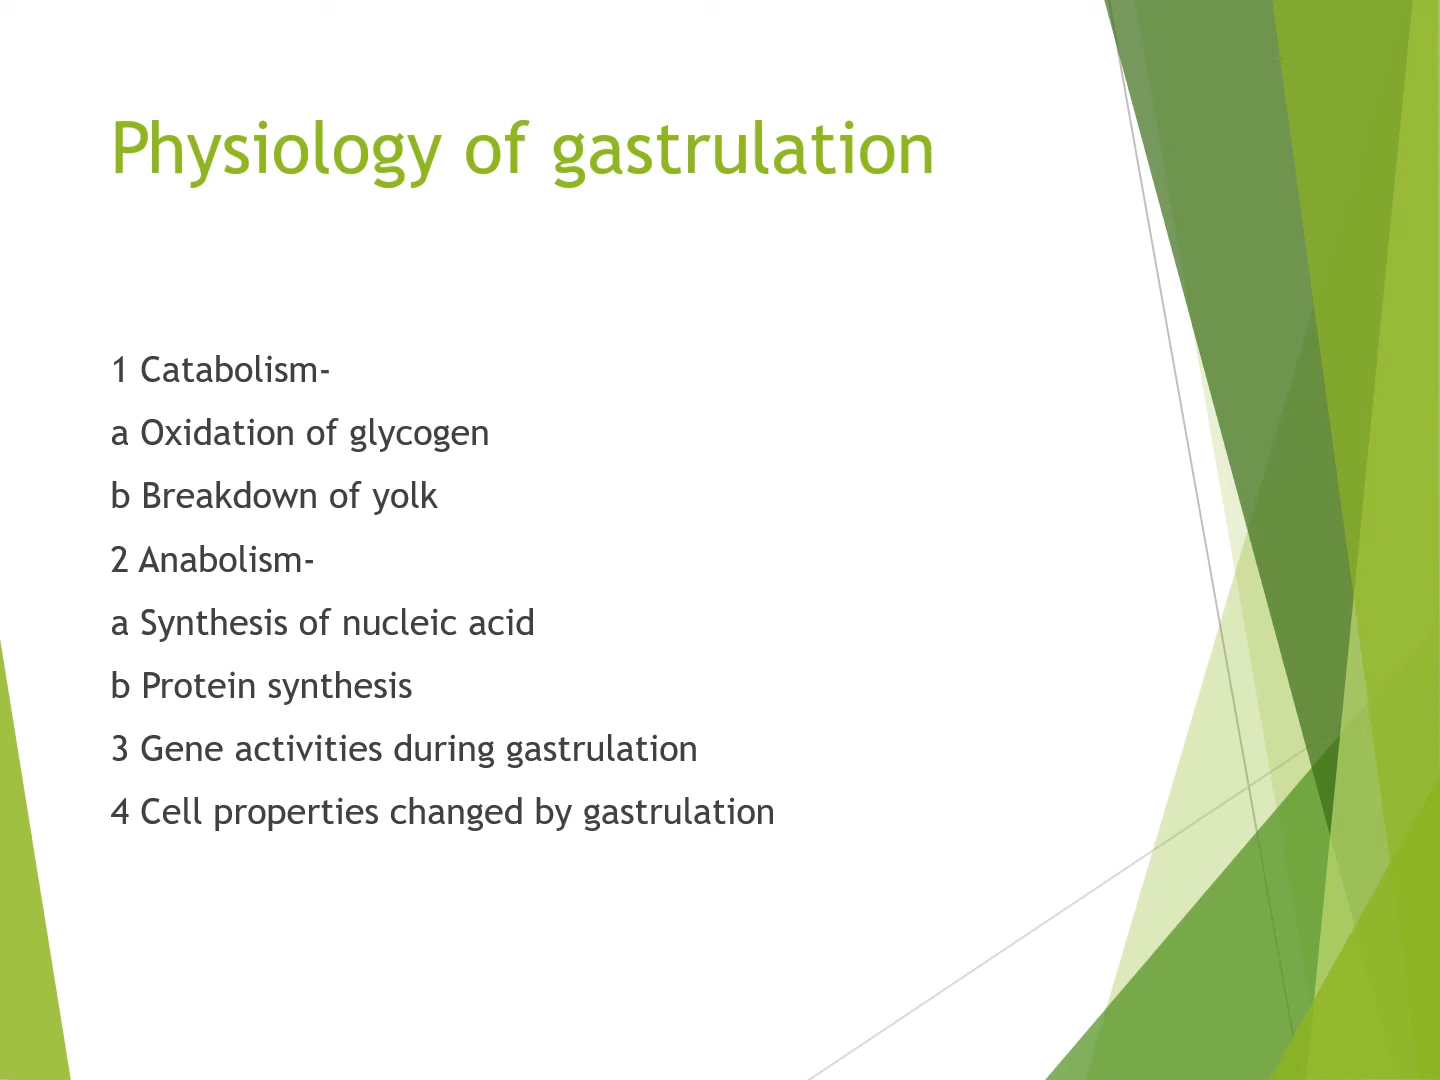 Physiology of gastrulation
1 Catabolism-
a Oxidation of glycogen
b Breakdown of yolk
2 Anabolism-
a Synthesis of nucleic acid
b Protein synthesis
3 Gene activities during gastrulation
4 Cell properties changed by gastrulation